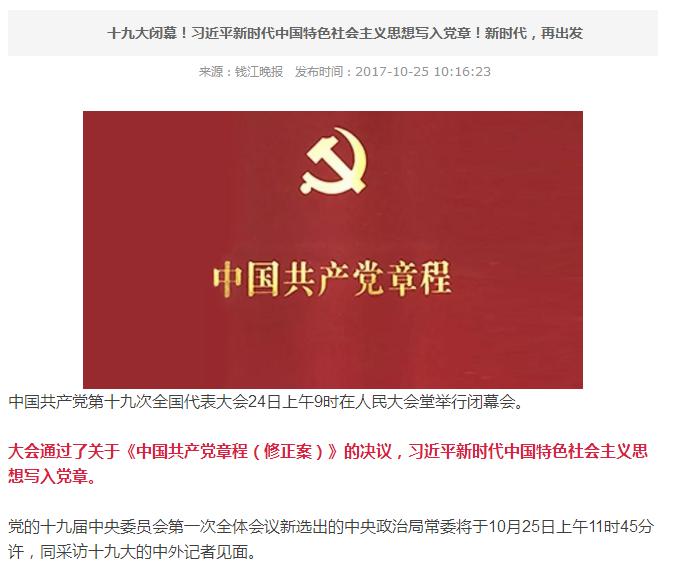 十九大闭幕！习近平新时代中国特色社会主义思想写入党章！新时代，再出发
来源：钱江晚报 发布时间：2017-10-25 10:16:23
中国共产党章程
中国共产党第十九次全国代表大会24日上午9时在人民大会堂举行闭幕会。
大会通过了关于《中国共产党章程（修正案）》的决议，习近平新时代中国特色社会主义思
想写入党章。
党的十九届中央委员会第一次全体会议新选出的中央政治局常委将于10月25日上午11时45分
许，同采访十九大的中外记者见面。